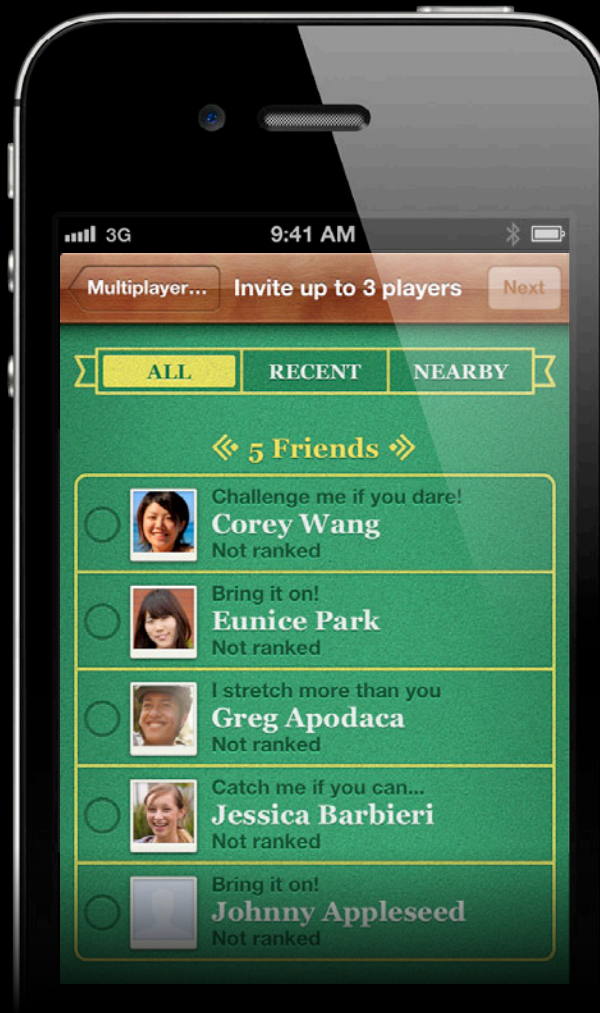 3G 9:41 AM
Multiplayer... Invite up to 3 players Next
ALL RECENT NEARBY
5 Friends
Challenge me if you dare!
Corey Wang
Not ranked
Bring it on!
Eunice Park
Not ranked
I stretch more than you
Greg Apodaca
Not ranked
Catch me if you can...
Jessica Barbieri
Not ranked
Bring it on!
Johnny Appleseed
Not ranked